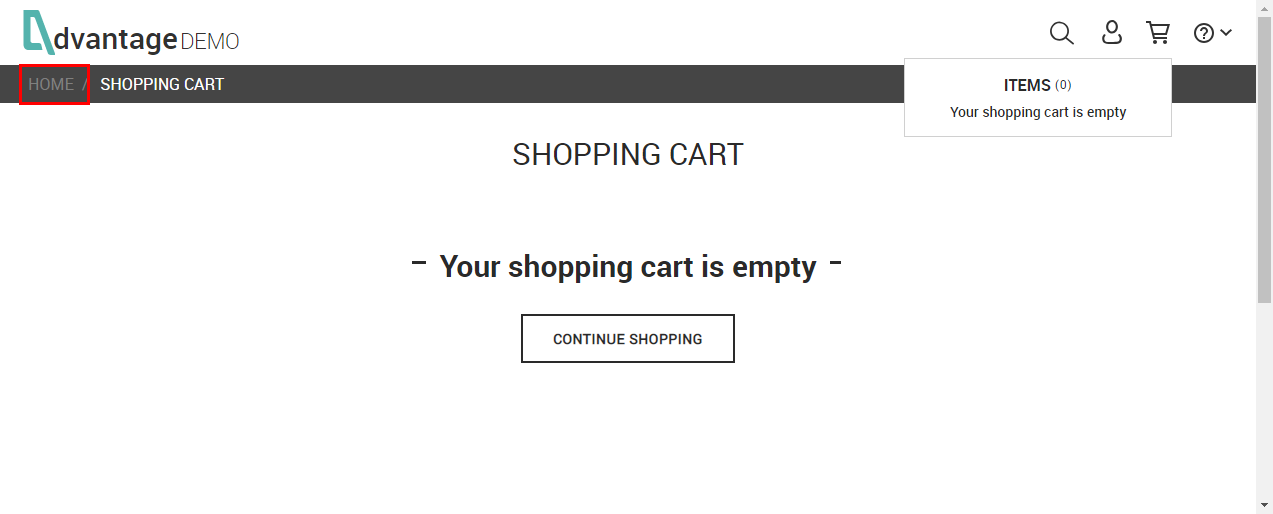 dvantage DEMO
HOME / SHOPPING CART
ITEMS (0)
Your shopping cart is empty
SHOPPING CART
Your shopping cart is empty
CONTINUE SHOPPING